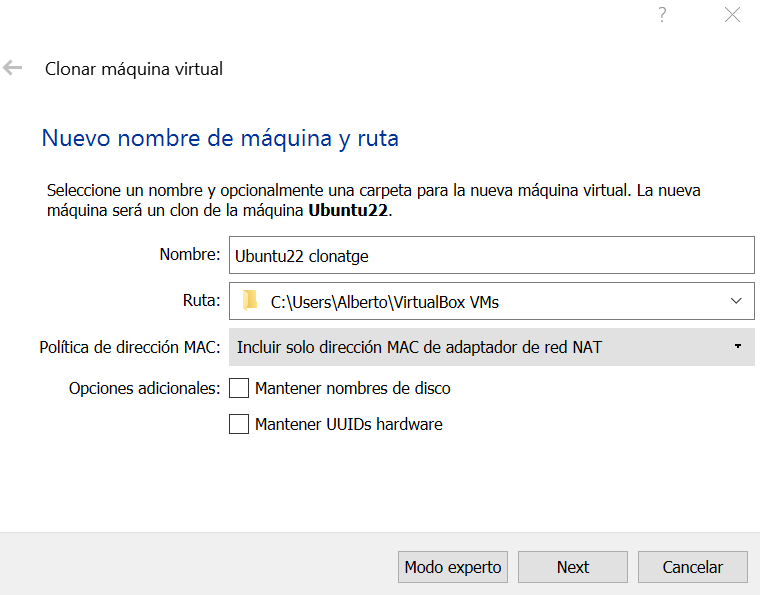 ?
Clonar máquina virtual
Nuevo nombre de máquina y ruta
Seleccione un nombre y opcionalmente una carpeta para la nueva máquina virtual. La nueva
máquina será un clon de la máquina Ubuntu22.
Nombre: Ubuntu22 clonatge
Ruta: C:\Users\Alberto\VirtualBox VMs
Política de dirección MAC: Incluir solo dirección MAC de adaptador de red NAT
Opciones adicionales: Mantener nombres de disco
Mantener UUIDs hardware
Modo experto Next Cancelar